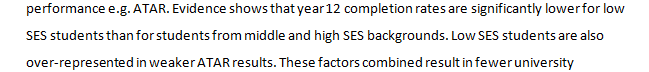 performance e.g. ATAR. Evidence shows that year 12 completion rates are significantly lower for low
SES students than for students from middle and high SES backgrounds. Low SES students are also
over-represented in weaker ATAR results. These factors combined result in fewer university